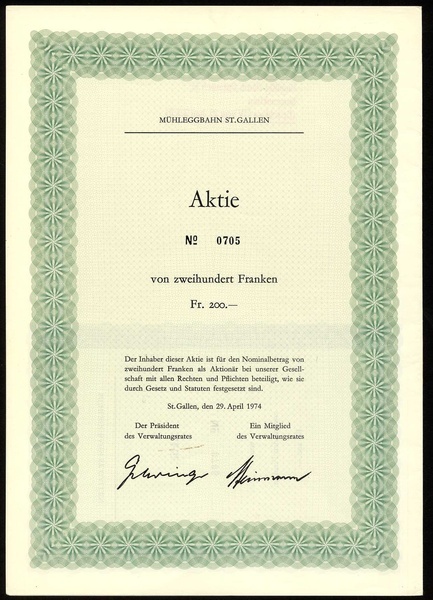 MÜHLEGGBAHN ST.GALLEN
Aktie
Nº 0705
von zweihundert Franken
Fr. 200.—
Der Inhaber dieser Aktie ist für den Nominalbetrag von
zweihundert Franken als Aktionär bei unserer Gesell-
schaft mit allen Rechten und Pflichten beteiligt, wie sie
durch Gesetz und Statuten festgesetzt sind.
St.Gallen, den 29. April 1974
Der Präsident
des Verwaltungsrates
Ein Mitglied
des Verwaltungsrates